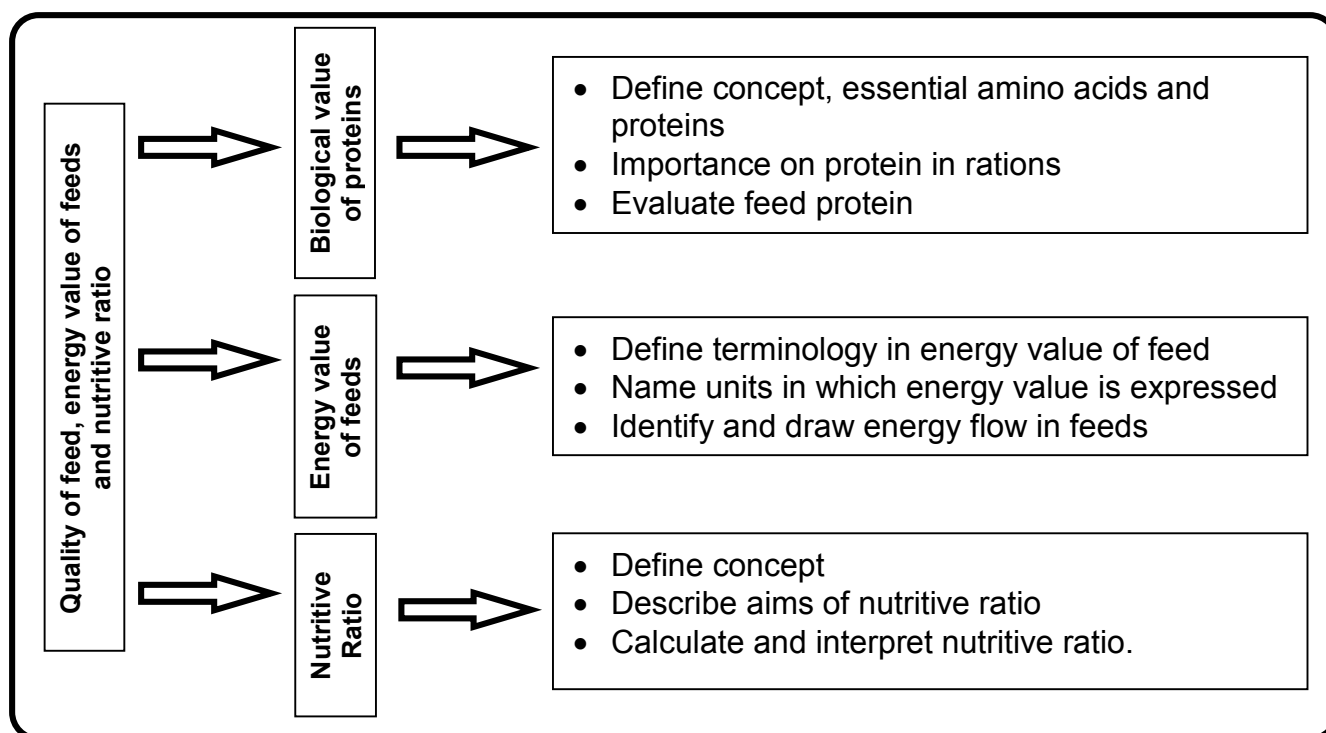 Quality of feed, energy value of feeds
and nutritive ratio
Biological value
of proteins
• Define concept, essential amino acids and
proteins
• Importance on protein in rations
• Evaluate feed protein
Energy value
of feeds
• Define terminology in energy value of feed
• Name units in which energy value is expressed
• Identify and draw energy flow in feeds
Nutritive
Ratio
• Define concept
• Describe aims of nutritive ratio
• Calculate and interpret nutritive ratio.